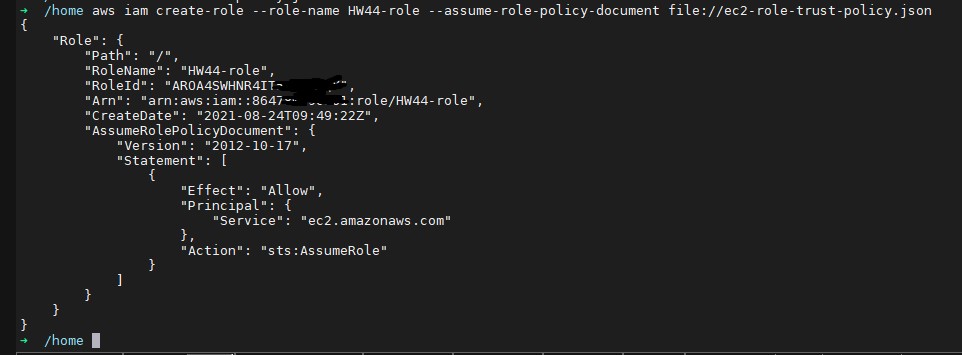 → /home aws iam create-role --role-name HW44-role --assume-role-policy-document file://ec2-role-trust-policy.json
{
    "Role": {
        "Path": "/",
        "RoleName": "HW44-role",
        "RoleId": "AROA4SWHNR4IT
        "Arn": "arn:aws:iam::8647 1:role/HW44-role",
        "CreateDate": "2021-08-24T09:49:22Z",
        "AssumeRolePolicyDocument": {
            "Version": "2012-10-17",
            "Statement": [
                {
                    "Effect": "Allow",
                    "Principal": {
                        "Service": "ec2.amazonaws.com"
                    },
                    "Action": "sts:AssumeRole"
                }
            ]
        }
    }
}
→ /home